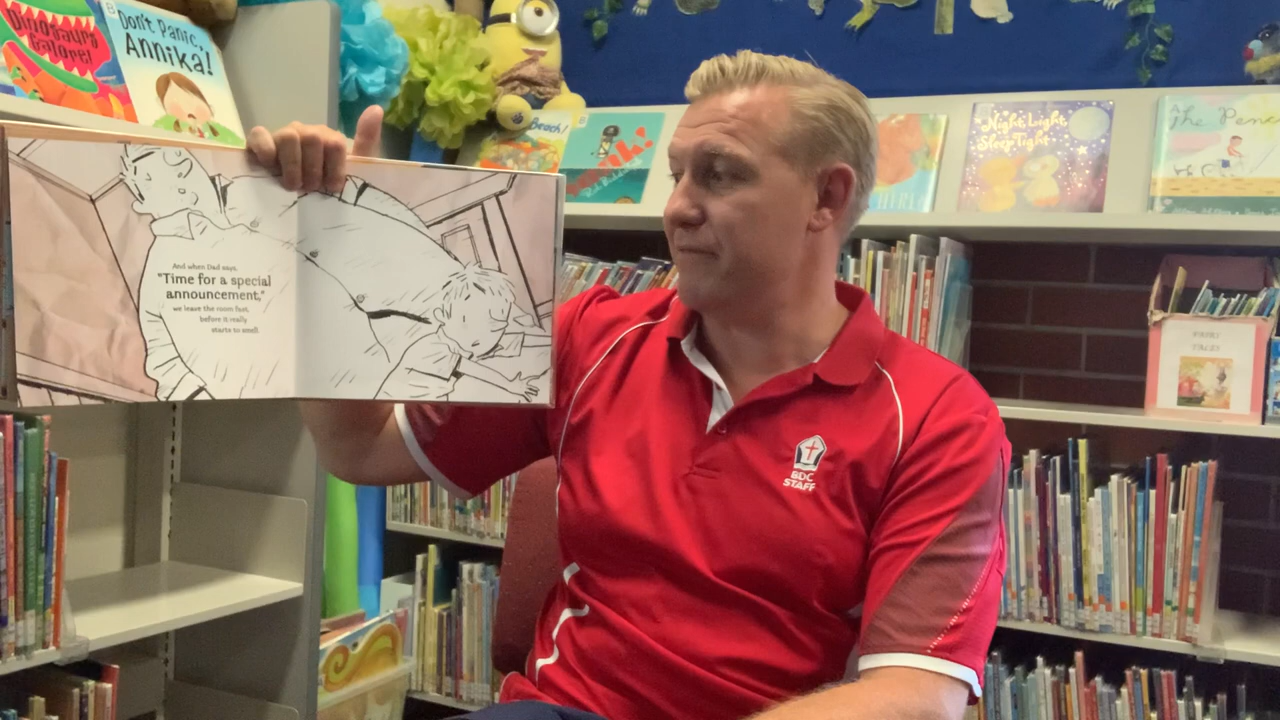 Dinosaurs
Galore!
B
Don't Panic,
Annika!
Beach!
And when Dad says,
"Time for a special
announcement,"
we leave the room fast,
before it really
starts to smell.
Night Light,
Sleep Tight
The
BDC
STAFF
FAIRY
TALES